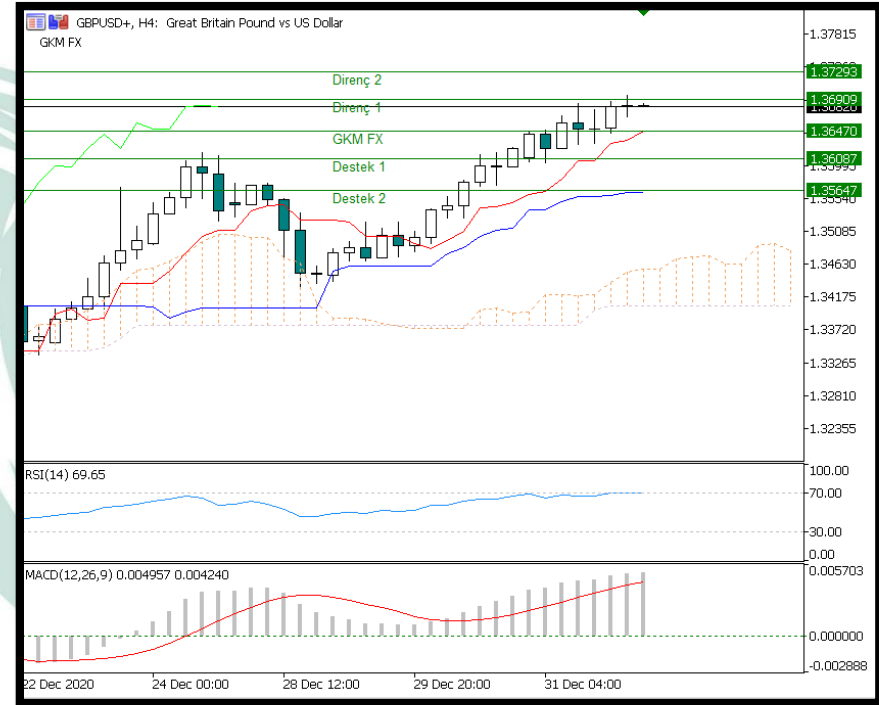 GBPUSD+, H4: Great Britain Pound vs US Dollar
GKM FX
1.37815
Direnç 2
1.37293
Direnç 1
1.36909
GKM FX
1.36470
Destek 1
1.36087
Destek 2
1.35647
1.35085
1.34630
1.34175
1.33720
1.33265
1.32810
1.32355
RSI(14) 69.65
100.00
70.00
30.00
0.00
MACD(12,26,9) 0.004957 0.004240
0.005703
0.000000
-0.002888
22 Dec 2020
24 Dec 00:00
28 Dec 12:00
29 Dec 20:00
31 Dec 04:00